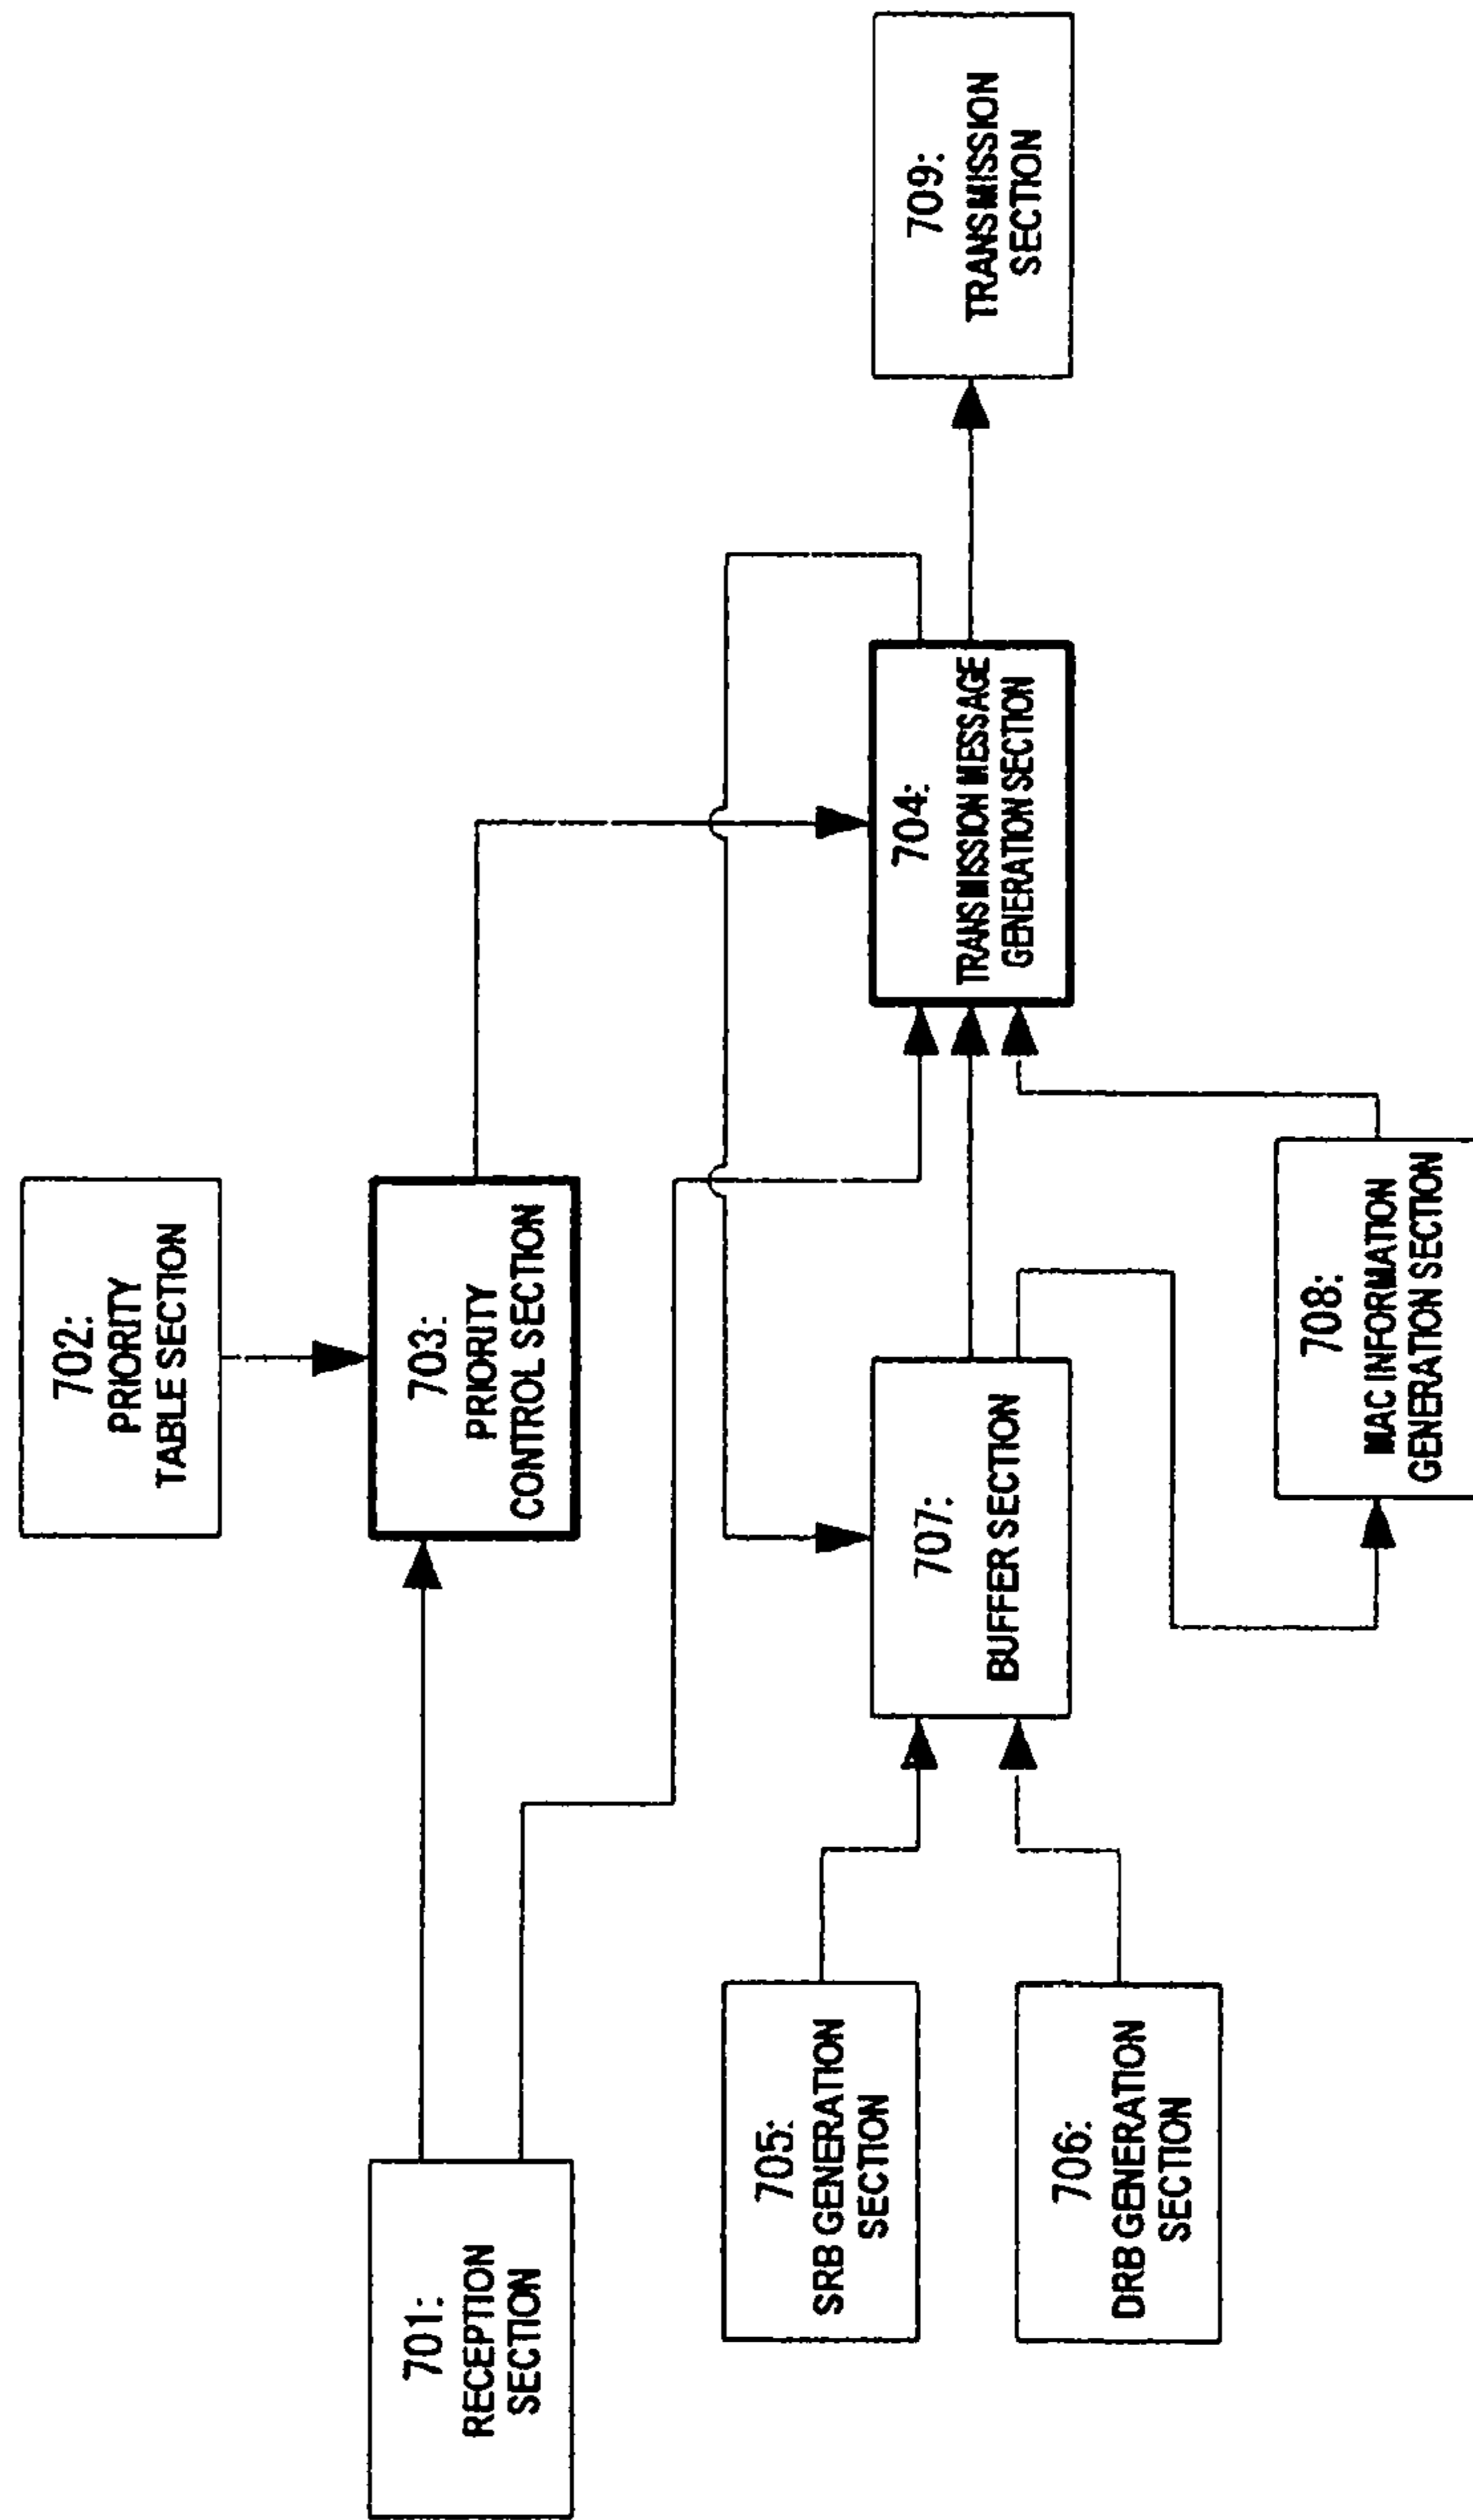 702:
PRIORITY
TABLE SECTION
701:
RECEPTION
SECTION
703:
PRIORITY
CONTROL SECTION
705:
SRB GENERATION
SECTION
706:
DRB GENERATION
SECTION
707:
BUFFER SECTION
704:
TRANSMISSION MESSAGE
GENERATION SECTION
709:
TRANSMISSION
SECTION
708:
MAC INFORMATION
GENERATION SECTION